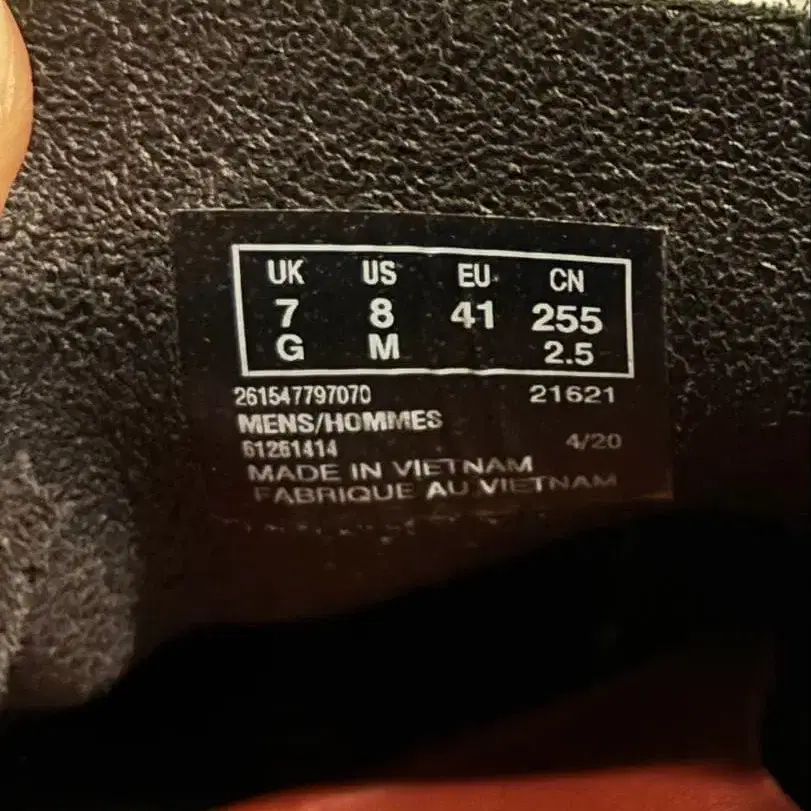 UK US EU CN
7 8 41 255
G M 2.5
261547797070 21621
MENS/HOMMES
61261414 4/20
MADE IN VIETNAM
FABRIQUE AU VIETNAM